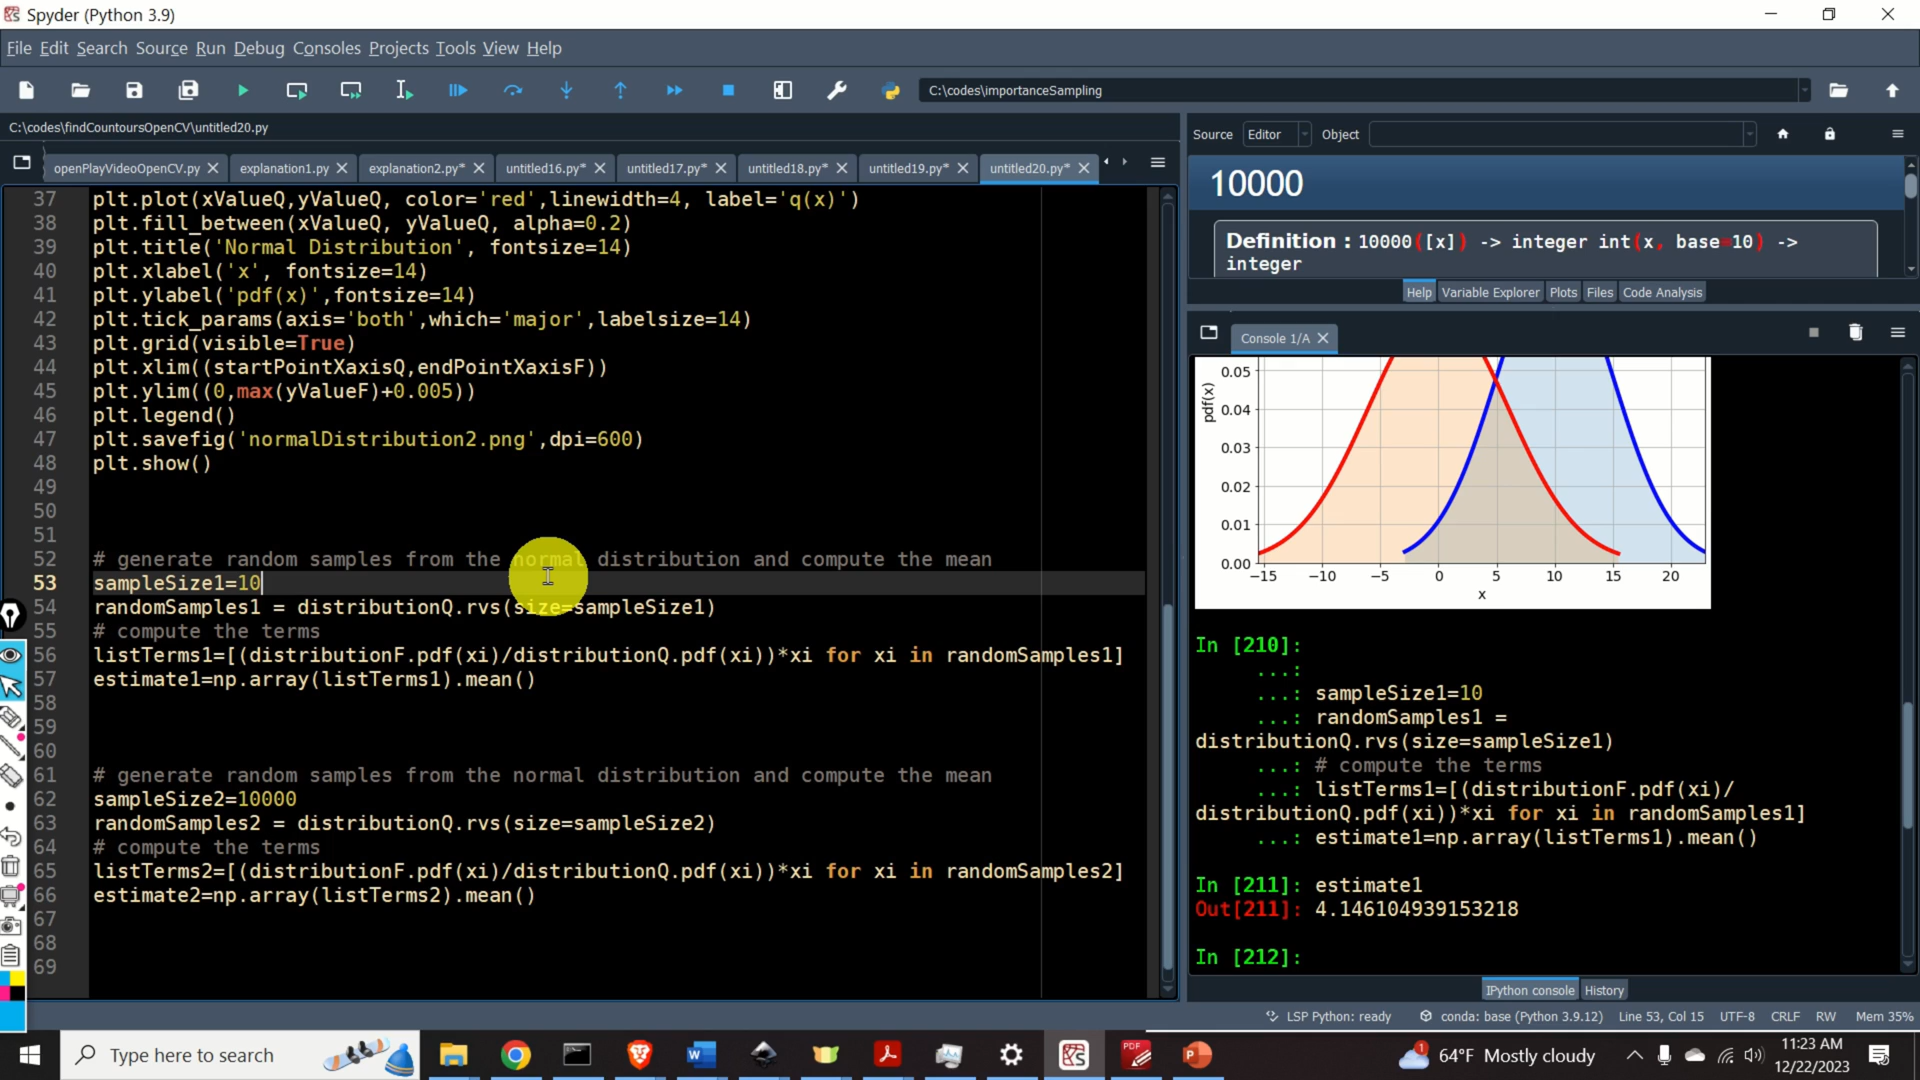 Spyder (Python 3.9)
File Edit Search Source Run Debug Consoles Projects Tools View Help
C:\codes\importanceSampling
C:\codes\findCountoursOpenCV\untitled20.py
openPlayVideoOpenCV.py explanation1.py explanation2.py* untitled16.py* untitled17.py* untitled18.py* untitled19.py* untitled20.py*
37 plt.plot(xValueQ,yValueQ, color='red',linewidth=4, label='q(x)')
38 plt.fill_between(xValueQ, yValueQ, alpha=0.2)
39 plt.title('Normal Distribution', fontsize=14)
40 plt.xlabel('x', fontsize=14)
41 plt.ylabel('pdf(x)',fontsize=14)
42 plt.tick_params(axis='both',which='major',labelsize=14)
43 plt.grid(visible=True)
44 plt.xlim((startPointXaxisQ,endPointXaxisF))
45 plt.ylim((0,max(yValueF)+0.005))
46 plt.legend()
47 plt.savefig('normalDistribution2.png',dpi=600)
48 plt.show()
49
50
51
52 # generate random samples from the normal distribution and compute the mean
53 sampleSize1=10
54 randomSamples1 = distributionQ.rvs(size=sampleSize1)
55 # compute the terms
56 listTerms1=[(distributionF.pdf(xi)/distributionQ.pdf(xi))*xi for xi in randomSamples1]
57 estimate1=np.array(listTerms1).mean()
58
59
60
61 # generate random samples from the normal distribution and compute the mean
62 sampleSize2=10000
63 randomSamples2 = distributionQ.rvs(size=sampleSize2)
64 # compute the terms
65 listTerms2=[(distributionF.pdf(xi)/distributionQ.pdf(xi))*xi for xi in randomSamples2]
66 estimate2=np.array(listTerms2).mean()
67
68
69
Source Editor Object
10000
Definition : 10000([x]) -> integer int(x, base=10) ->
integer
Help Variable Explorer Plots Files Code Analysis
Console 1/A
pdf(x)
0.05
0.04
0.03
0.02
0.01
0.00
−15 −10 −5 0 5 10 15 20
x
In [210]:
...:
...: sampleSize1=10
...: randomSamples1 =
distributionQ.rvs(size=sampleSize1)
...: # compute the terms
...: listTerms1=[(distributionF.pdf(xi)/
distributionQ.pdf(xi))*xi for xi in randomSamples1]
...: estimate1=np.array(listTerms1).mean()
In [211]: estimate1
Out[211]: 4.146104939153218
In [212]:
IPython console History
LSP Python: ready conda: base (Python 3.9.12) Line 53, Col 15 UTF-8 CRLF RW Mem 35%
Type here to search
PDF
1
64°F Mostly cloudy
11:23 AM
12/22/2023